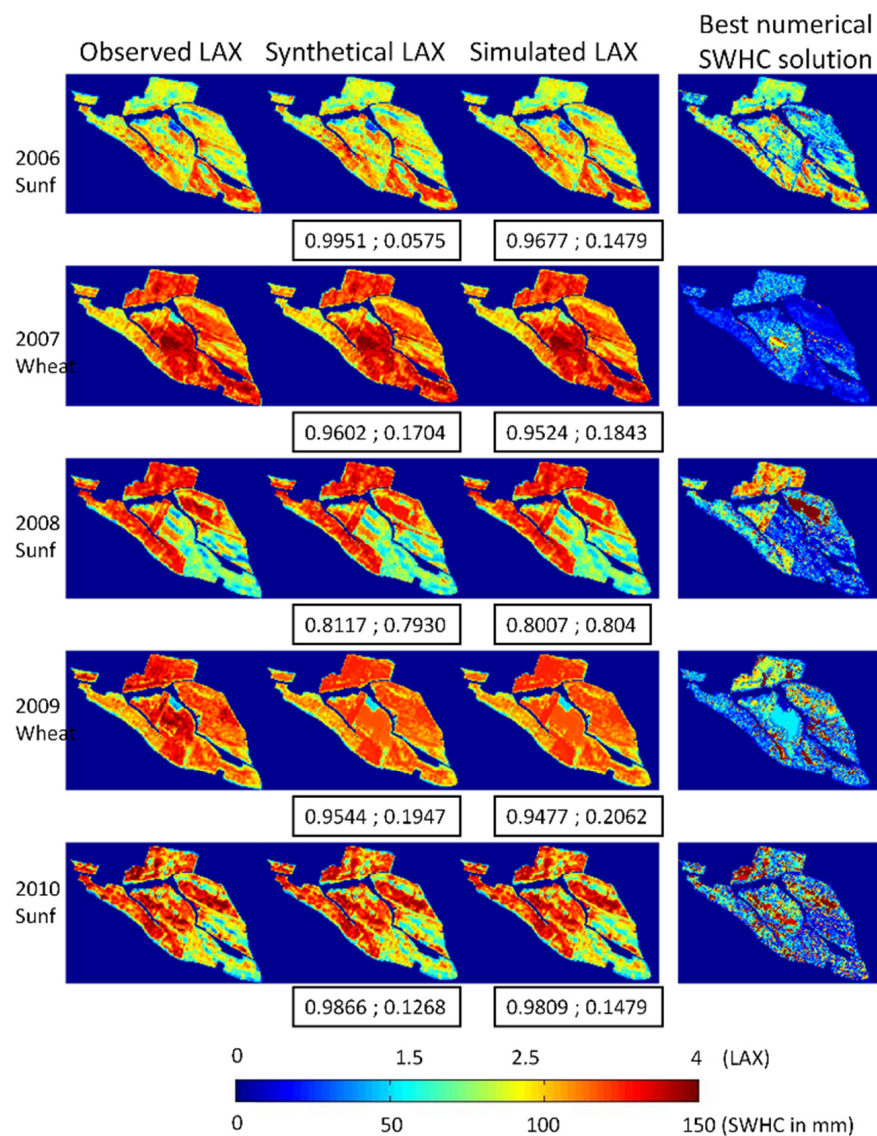 Observed LAX Synthetical LAX Simulated LAX Best numerical SWHC solution
2006 Sunf
0.9951 ; 0.0575 0.9677 ; 0.1479
2007 Wheat
0.9602 ; 0.1704 0.9524 ; 0.1843
2008 Sunf
0.8117 ; 0.7930 0.8007 ; 0.804
2009 Wheat
0.9544 ; 0.1947 0.9477 ; 0.2062
2010 Sunf
0.9866 ; 0.1268 0.9809 ; 0.1479
0 1.5 2.5 4 (LAX)
0 50 100 150 (SWHC in mm)